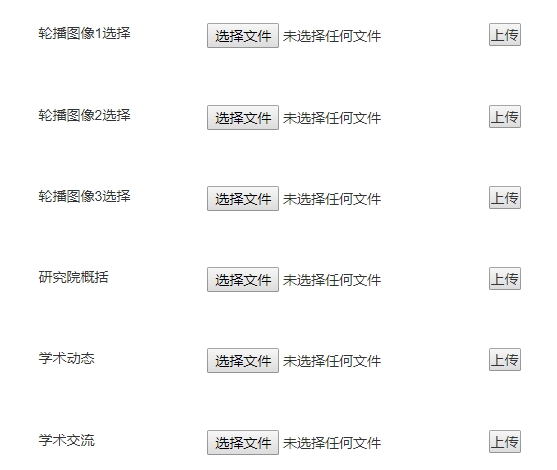 轮播图像1选择 选择文件 未选择任何文件 上传
轮播图像2选择 选择文件 未选择任何文件 上传
轮播图像3选择 选择文件 未选择任何文件 上传
研究院概括 选择文件 未选择任何文件 上传
学术动态 选择文件 未选择任何文件 上传
学术交流 选择文件 未选择任何文件 上传